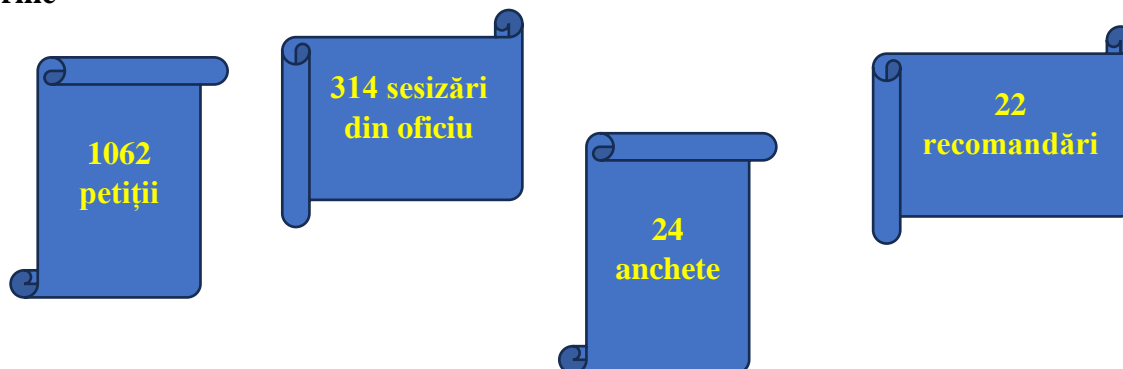 1062
petiții
314 sesizări
din oficiu
24
anchete
22
recomandări